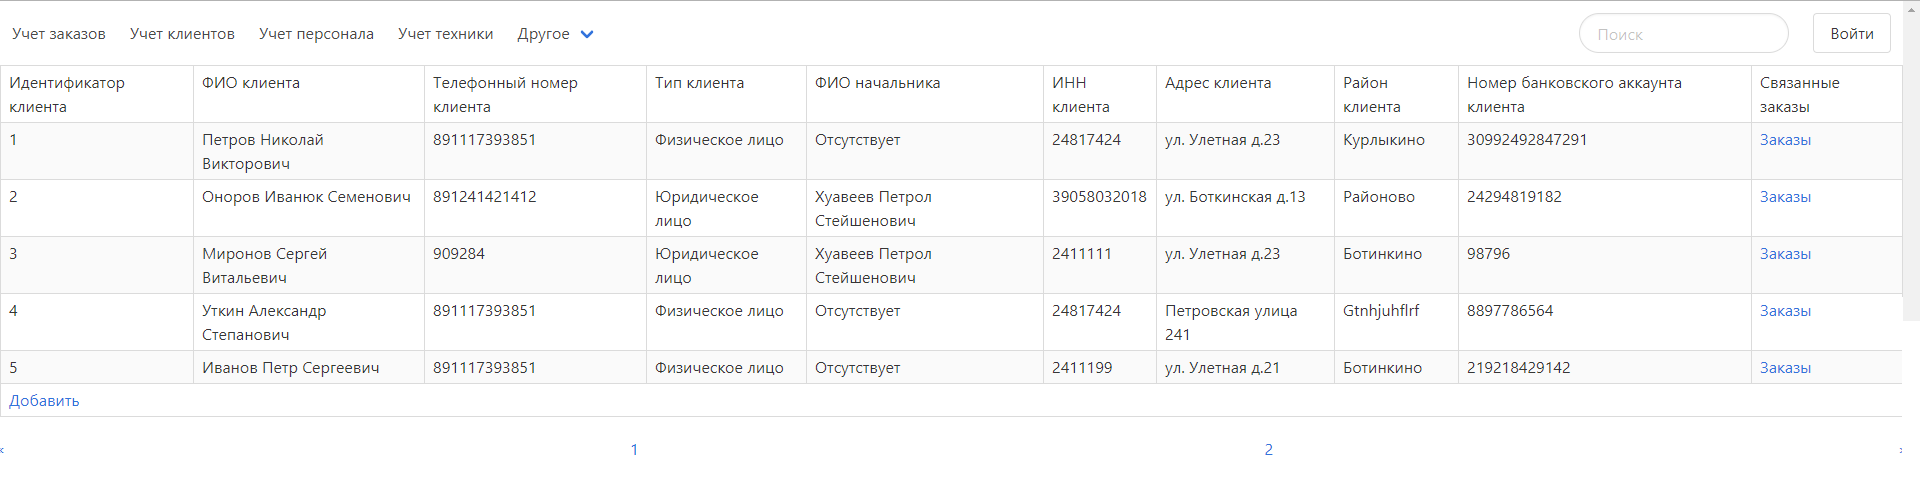 Учет заказов Учет клиентов Учет персонала Учет техники Другое Поиск Войти
Идентификатор клиента ФИО клиента Телефонный номер клиента Тип клиента ФИО начальника ИНН клиента Адрес клиента Район клиента Номер банковского аккаунта клиента Связанные заказы
1 Петров Николай Викторович 891117393851 Физическое лицо Отсутствует 24817424 ул. Улетная д.23 Курлыкино 30992492847291 Заказы
2 Оноров Иванюк Семенович 891241421412 Юридическое лицо Хуавеев Петрол Стейшенович 39058032018 ул. Боткинская д.13 Районово 24294819182 Заказы
3 Миронов Сергей Витальевич 909284 Юридическое лицо Хуавеев Петрол Стейшенович 2411111 ул. Улетная д.23 Ботинкино 98796 Заказы
4 Уткин Александр Степанович 891117393851 Физическое лицо Отсутствует 24817424 Петровская улица 241 Gtnhjuhflrf 8897786564 Заказы
5 Иванов Петр Сергеевич 891117393851 Физическое лицо Отсутствует 2411199 ул. Улетная д.21 Ботинкино 219218429142 Заказы
Добавить
‹ 1 2 ›